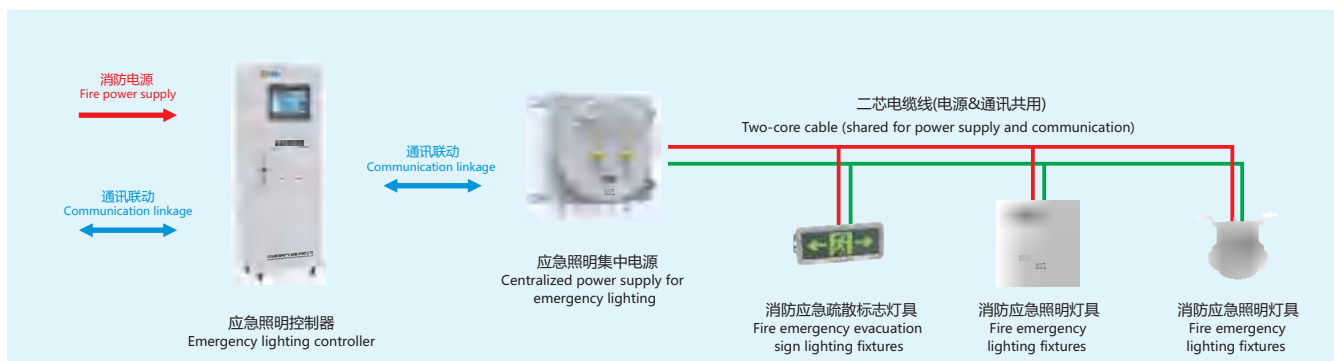 消防电源
Fire power supply
通讯联动
Communication linkage
应急照明控制器
Emergency lighting controller
通讯联动
Communication linkage
应急照明集中电源
Centralized power supply for
emergency lighting
二芯电缆线(电源&通讯共用)
Two-core cable (shared for power supply and communication)
消防应急疏散标志灯具
Fire emergency evacuation
sign lighting fixtures
消防应急照明灯具
Fire emergency
lighting fixtures
消防应急照明灯具
Fire emergency
lighting fixtures